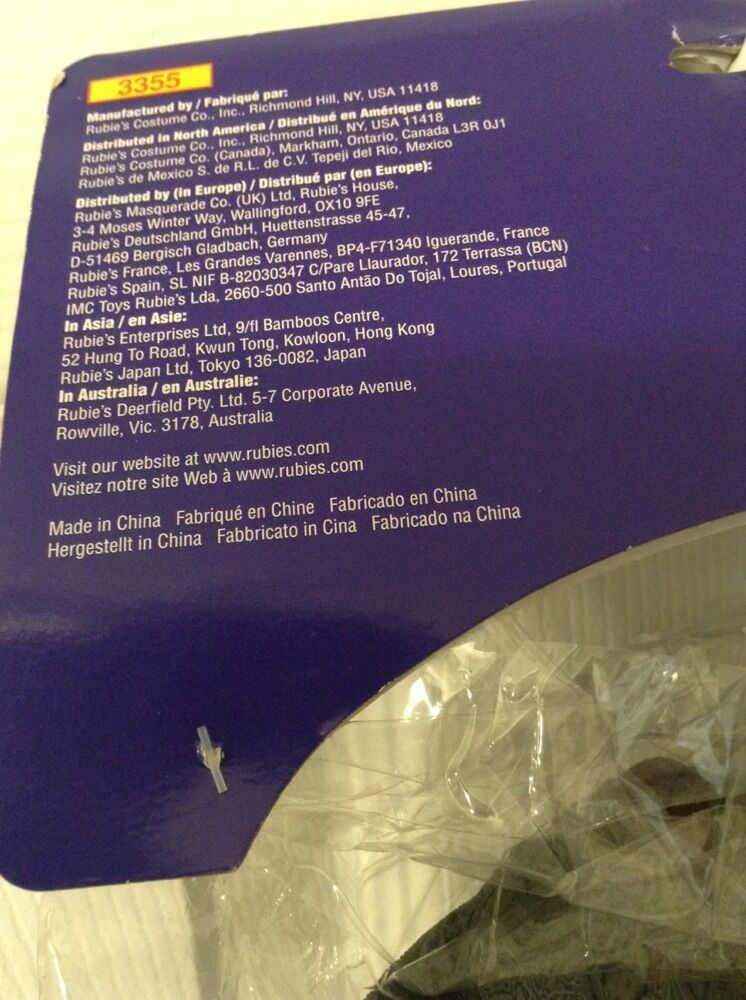 3355
Manufactured by / Fabriqué par:
Rubie's Costume Co., Inc., Richmond Hill, NY, USA 11418
Distributed in North America / Distribué en Amérique du Nord:
Rubie's Costume Co., Inc., Richmond Hill, NY, USA 11418
Rubie's Costume Co. (Canada), Markham, Ontario, Canada L3R 0J1
Rubie's de Mexico S. de R.L. de C.V. Tepeji del Rio, Mexico
Distributed by (in Europe) / Distribué par (en Europe):
Rubie's Masquerade Co. (UK) Ltd, Rubie's House,
3-4 Moses Winter Way, Wallingford, OX10 9FE
Rubie's Deutschland GmbH, Huettenstrasse 45-47,
D-51469 Bergisch Gladbach, Germany
Rubie's France, Les Grandes Varennes, BP4-F71340 Iguerande, France
Rubie's Spain, SL NIF B-82030347 C/Pare Llaurador, 172 Terrassa (BCN)
IMC Toys Rubie's Lda, 2660-500 Santo Antão Do Tojal, Loures, Portugal
In Asia / en Asie:
Rubie's Enterprises Ltd, 9/fl Bamboos Centre,
52 Hung To Road, Kwun Tong, Kowloon, Hong Kong
Rubie's Japan Ltd, Tokyo 136-0082, Japan
In Australia / en Australie:
Rubie's Deerfield Pty. Ltd. 5-7 Corporate Avenue,
Rowville, Vic. 3178, Australia
Visit our website at www.rubies.com
Visitez notre site Web à www.rubies.com
Made in China Fabriqué en Chine Fabricado en China
Hergestellt in China Fabbricato in Cina Fabricado na China